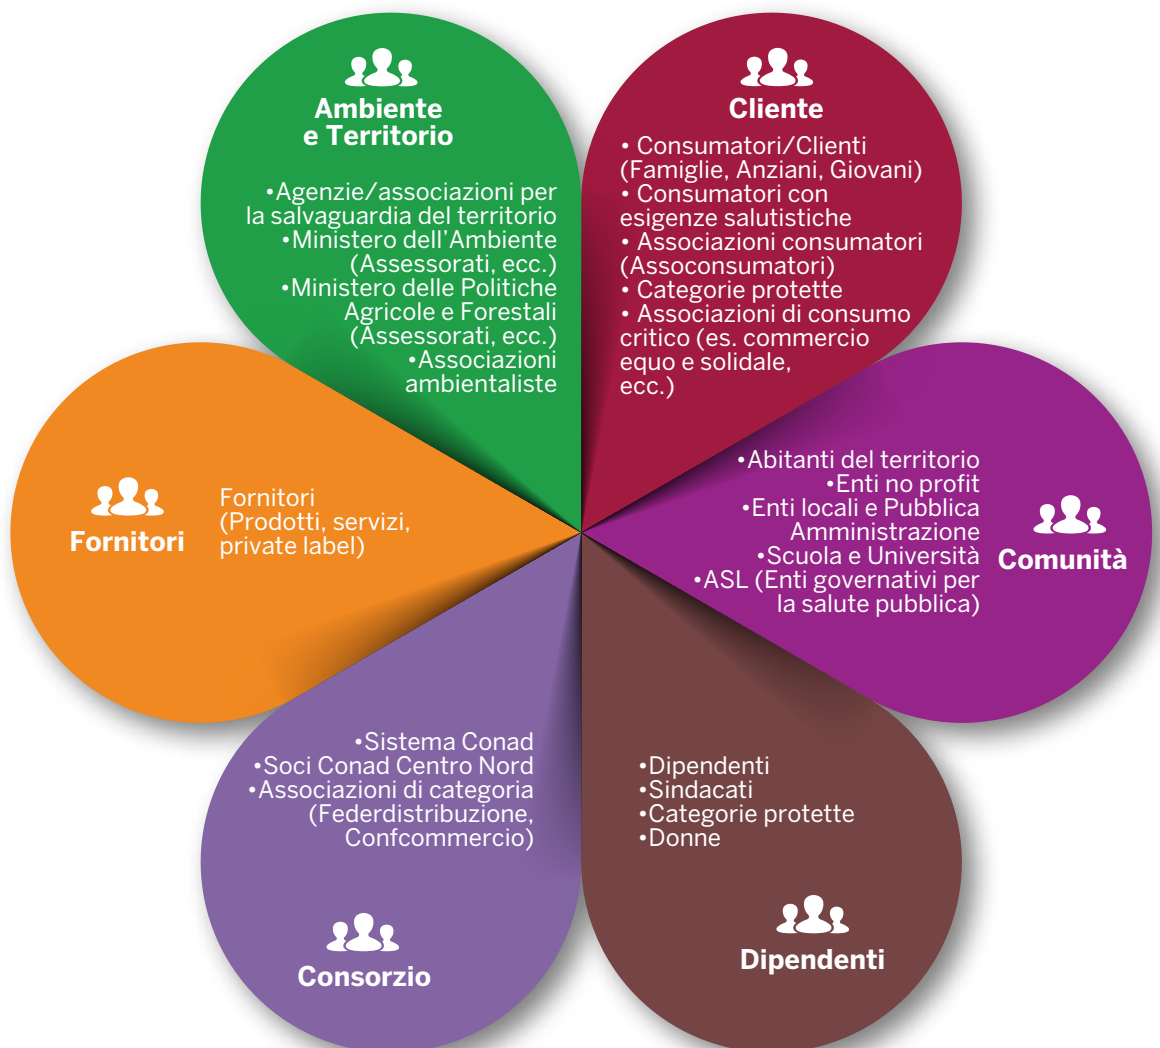 Ambiente
e Territorio
•Agenzie/associazioni per
la salvaguardia del territorio
•Ministero dell'Ambiente
(Assessorati, ecc.)
•Ministero delle Politiche
Agricole e Forestali
(Assessorati, ecc.)
•Associazioni
ambientaliste
Cliente
• Consumatori/Clienti
(Famiglie, Anziani, Giovani)
• Consumatori con
esigenze salutistiche
• Associazioni consumatori
(Assoconsumatori)
• Categorie protette
• Associazioni di consumo
critico (es. commercio
equo e solidale,
ecc.)
Fornitori
Fornitori
(Prodotti, servizi,
private label)
•Abitanti del territorio
•Enti no profit
•Enti locali e Pubblica
Amministrazione
•Scuola e Università
•ASL (Enti governativi per
la salute pubblica)
Comunità
•Sistema Conad
•Soci Conad Centro Nord
•Associazioni di categoria
(Federdistribuzione,
Confcommercio)
Consorzio
•Dipendenti
•Sindacati
•Categorie protette
•Donne
Dipendenti